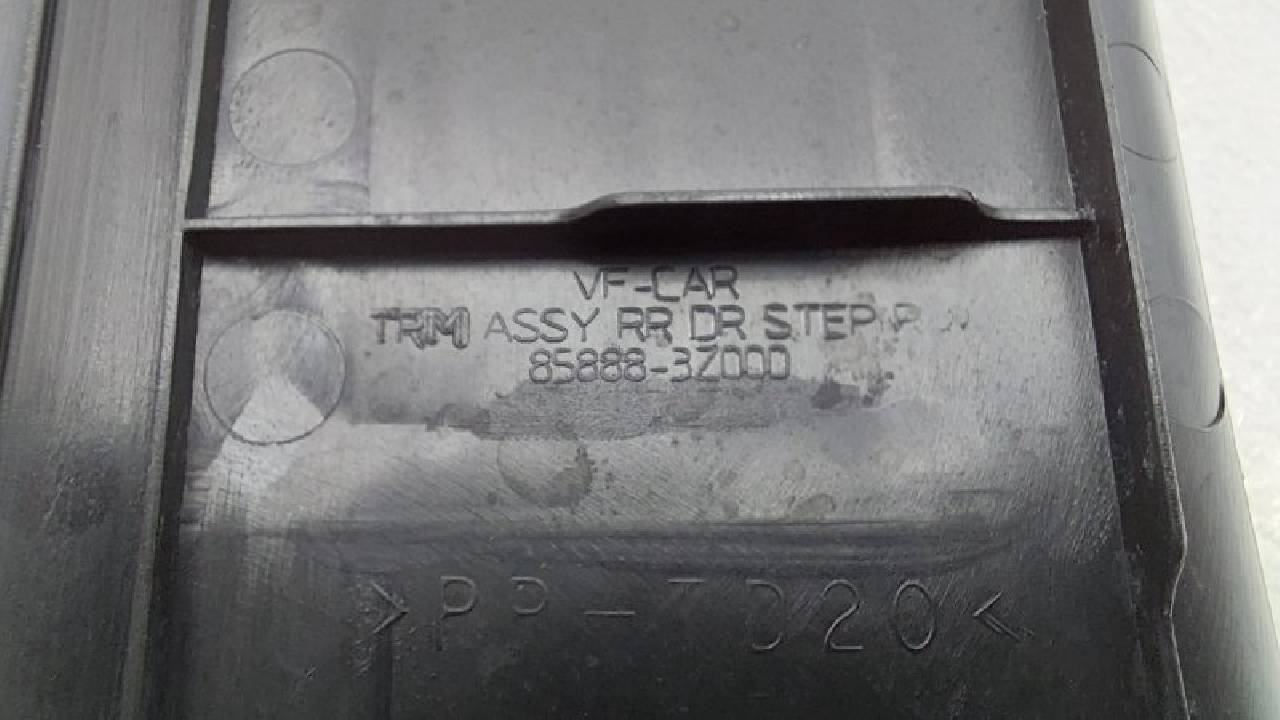 VF-CAR
TRIM ASSY RR DR STEP
85888-3Z000
>PP-TD20<